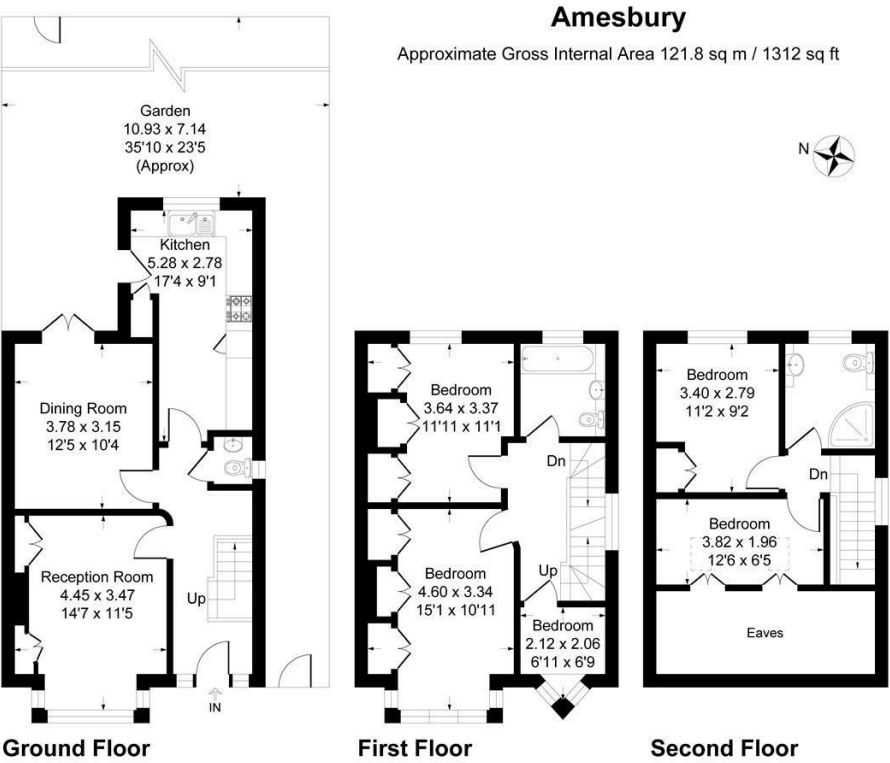 Amesbury
Approximate Gross Internal Area 121.8 sq m / 1312 sq ft
N
Garden
10.93 x 7.14
35'10 x 23'5
(Approx)
Kitchen
5.28 x 2.78
17'4 x 9'1
Dining Room
3.78 x 3.15
12'5 x 10'4
Reception Room
4.45 x 3.47
14'7 x 11'5
Up
IN
Ground Floor
Bedroom
3.64 x 3.37
11'11 x 11'1
Dn
Up
Bedroom
4.60 x 3.34
15'1 x 10'11
Bedroom
2.12 x 2.06
6'11 x 6'9
First Floor
Bedroom
3.40 x 2.79
11'2 x 9'2
Dn
Bedroom
3.82 x 1.96
12'6 x 6'5
Eaves
Second Floor